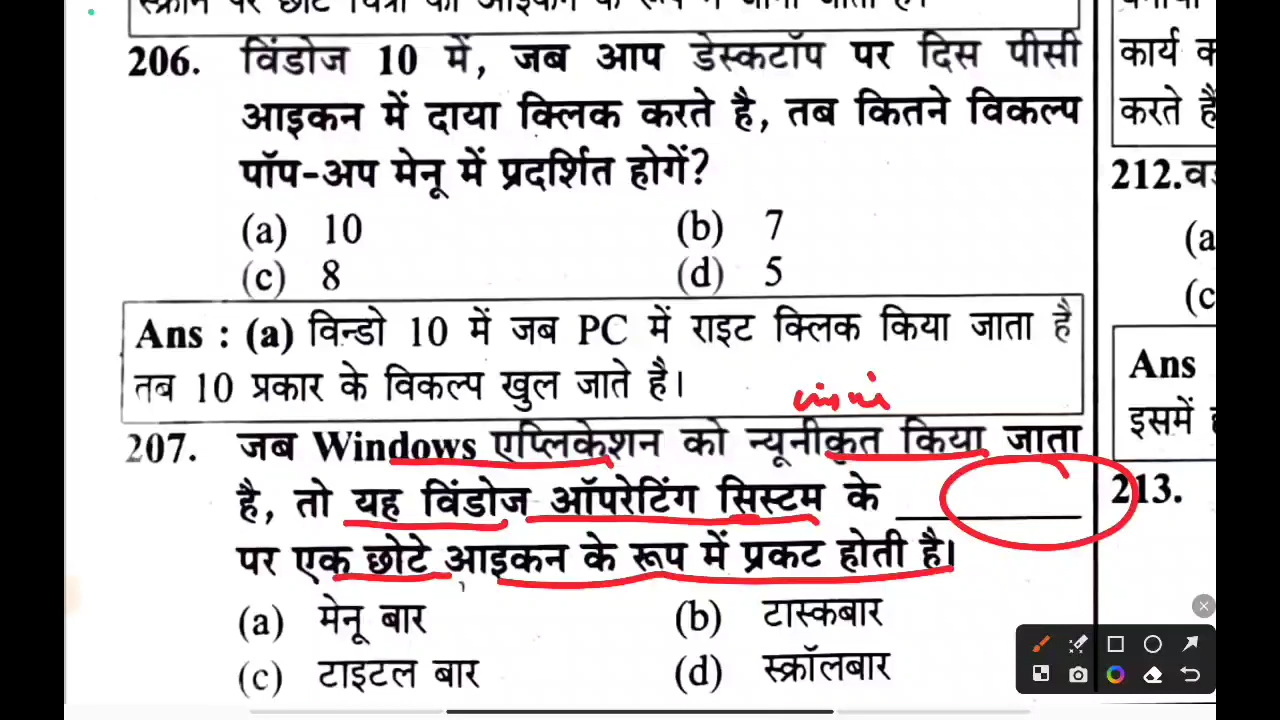 206. विंडोज 10 में, जब आप डेस्कटॉप पर दिस पीसी
आइकन में दाया क्लिक करते है, तब कितने विकल्प
पॉप-अप मेनू में प्रदर्शित होगें?
(a) 10 (b) 7
(c) 8 (d) 5
Ans : (a) विन्डो 10 में जब PC में राइट क्लिक किया जाता है
तब 10 प्रकार के विकल्प खुल जाते है।
207. जब Windows एप्लिकेशन को न्यूनीकृत किया जाता
है, तो यह विंडोज ऑपरेटिंग सिस्टम के ________
पर एक छोटे आइकन के रूप में प्रकट होती है।
(a) मेनू बार (b) टास्कबार
(c) टाइटल बार (d) स्क्रॉलबार
कार्य
करते हैं
212.
(a
(c
Ans
इसमें
213.